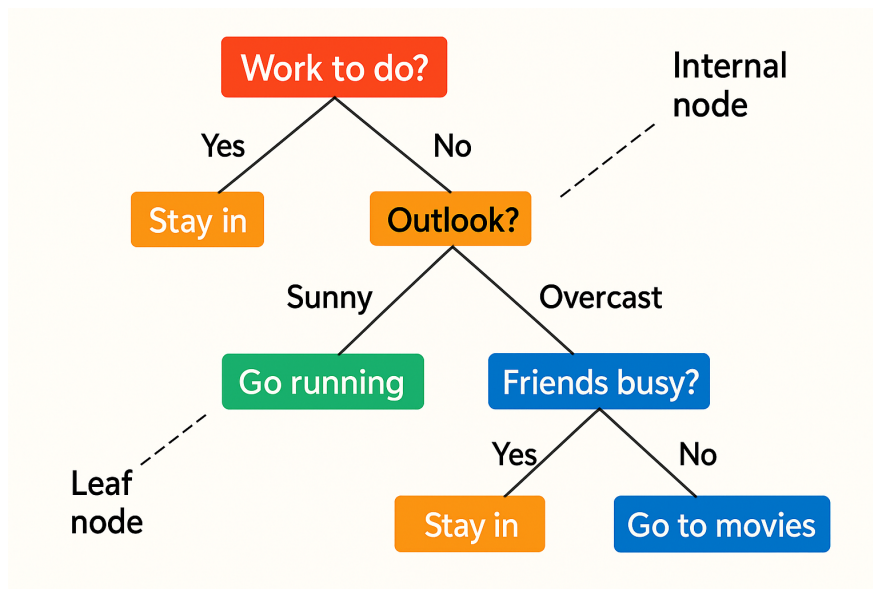 Work to do?
Internal
node
Yes
No
Stay in
Outlook?
Sunny
Overcast
Go running
Friends busy?
Leaf
node
Yes
No
Stay in
Go to movies